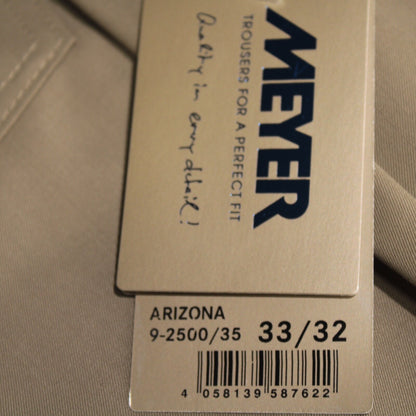 MEYER
TROUSERS FOR A PERFECT FIT
Quality in every detail!
ARIZONA
9-2500/35 33/32
4 058139 587622